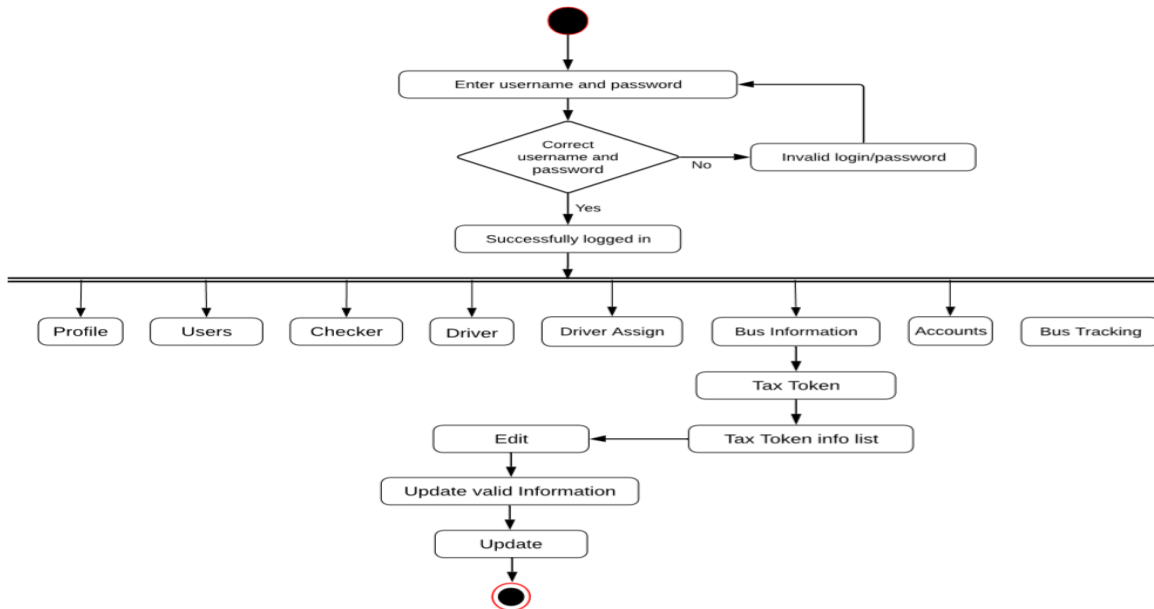 Enter username and password
Correct
username and
password
No
Invalid login/password
Yes
Successfully logged in
Profile
Users
Checker
Driver
Driver Assign
Bus Information
Accounts
Bus Tracking
Tax Token
Edit
Tax Token info list
Update valid Information
Update